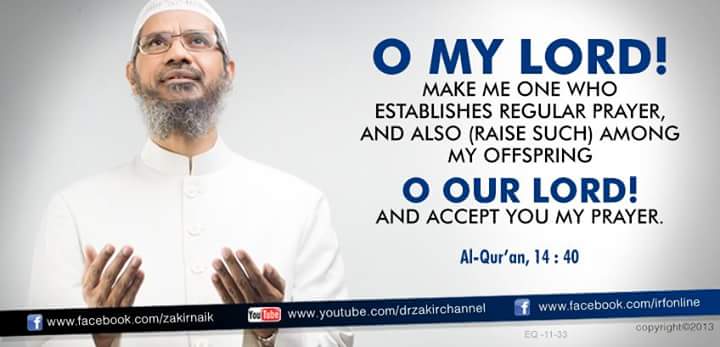 O MY LORD!
MAKE ME ONE WHO
ESTABLISHES REGULAR PRAYER,
AND ALSO (RAISE SUCH) AMONG
MY OFFSPRING
O OUR LORD!
AND ACCEPT YOU MY PRAYER.
Al-Qur'an, 14 : 40
f www.facebook.com/zakirnaik
YouTube www.youtube.com/drzakirchannel
f www.facebook.com/irfonline
EQ -11-33
copyright©2013